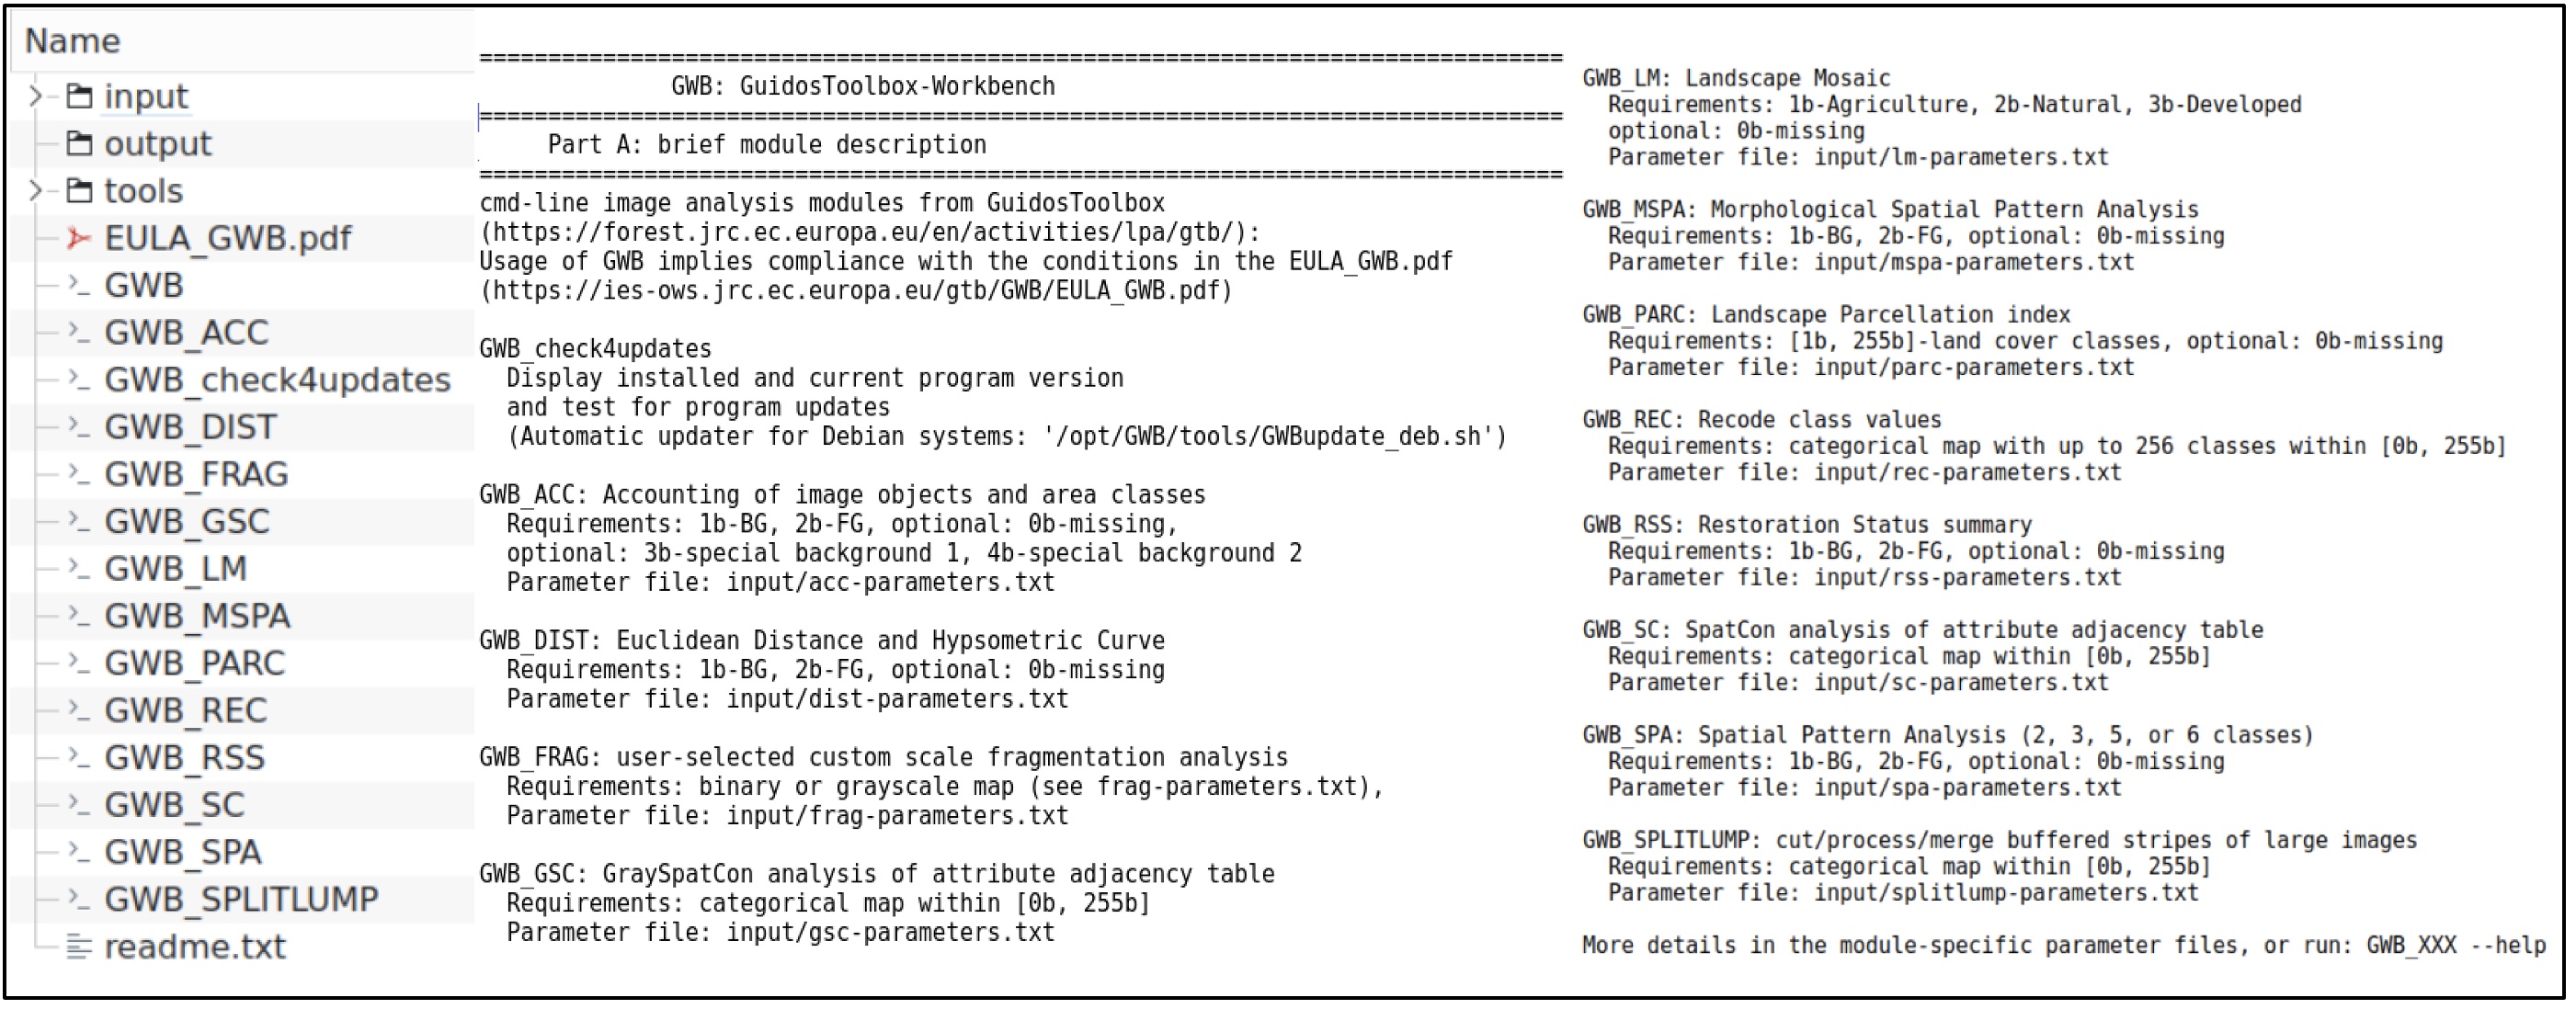 Name
input
output
tools
EULA_GWB.pdf
GWB
GWB_ACC
GWB_check4updates
GWB_DIST
GWB_FRAG
GWB_GSC
GWB_LM
GWB_MSPA
GWB_PARC
GWB_REC
GWB_RSS
GWB_SC
GWB_SPA
GWB_SPLITLUMP
readme.txt
===============================================================================
GWB: GuidosToolbox-Workbench
===============================================================================
Part A: brief module description
===============================================================================
cmd-line image analysis modules from GuidosToolbox
(https://forest.jrc.ec.europa.eu/en/activities/lpa/gtb/):
Usage of GWB implies compliance with the conditions in the EULA_GWB.pdf
(https://ies-ows.jrc.ec.europa.eu/gtb/GWB/EULA_GWB.pdf)
GWB_check4updates
Display installed and current program version
and test for program updates
(Automatic updater for Debian systems: '/opt/GWB/tools/GWBupdate_deb.sh')
GWB_ACC: Accounting of image objects and area classes
Requirements: 1b-BG, 2b-FG, optional: 0b-missing,
optional: 3b-special background 1, 4b-special background 2
Parameter file: input/acc-parameters.txt
GWB_DIST: Euclidean Distance and Hypsometric Curve
Requirements: 1b-BG, 2b-FG, optional: 0b-missing
Parameter file: input/dist-parameters.txt
GWB_FRAG: user-selected custom scale fragmentation analysis
Requirements: binary or grayscale map (see frag-parameters.txt),
Parameter file: input/frag-parameters.txt
GWB_GSC: GraySpatCon analysis of attribute adjacency table
Requirements: categorical map within [0b, 255b]
Parameter file: input/gsc-parameters.txt
GWB_LM: Landscape Mosaic
Requirements: 1b-Agriculture, 2b-Natural, 3b-Developed
optional: 0b-missing
Parameter file: input/lm-parameters.txt
GWB_MSPA: Morphological Spatial Pattern Analysis
Requirements: 1b-BG, 2b-FG, optional: 0b-missing
Parameter file: input/mspa-parameters.txt
GWB_PARC: Landscape Parcellation index
Requirements: [1b, 255b]-land cover classes, optional: 0b-missing
Parameter file: input/parc-parameters.txt
GWB_REC: Recode class values
Requirements: categorical map with up to 256 classes within [0b, 255b]
Parameter file: input/rec-parameters.txt
GWB_RSS: Restoration Status summary
Requirements: 1b-BG, 2b-FG, optional: 0b-missing
Parameter file: input/rss-parameters.txt
GWB_SC: SpatCon analysis of attribute adjacency table
Requirements: categorical map within [0b, 255b]
Parameter file: input/sc-parameters.txt
GWB_SPA: Spatial Pattern Analysis (2, 3, 5, or 6 classes)
Requirements: 1b-BG, 2b-FG, optional: 0b-missing
Parameter file: input/spa-parameters.txt
GWB_SPLITLUMP: cut/process/merge buffered stripes of large images
Requirements: categorical map within [0b, 255b]
Parameter file: input/splitlump-parameters.txt
More details in the module-specific parameter files, or run: GWB_XXX --help